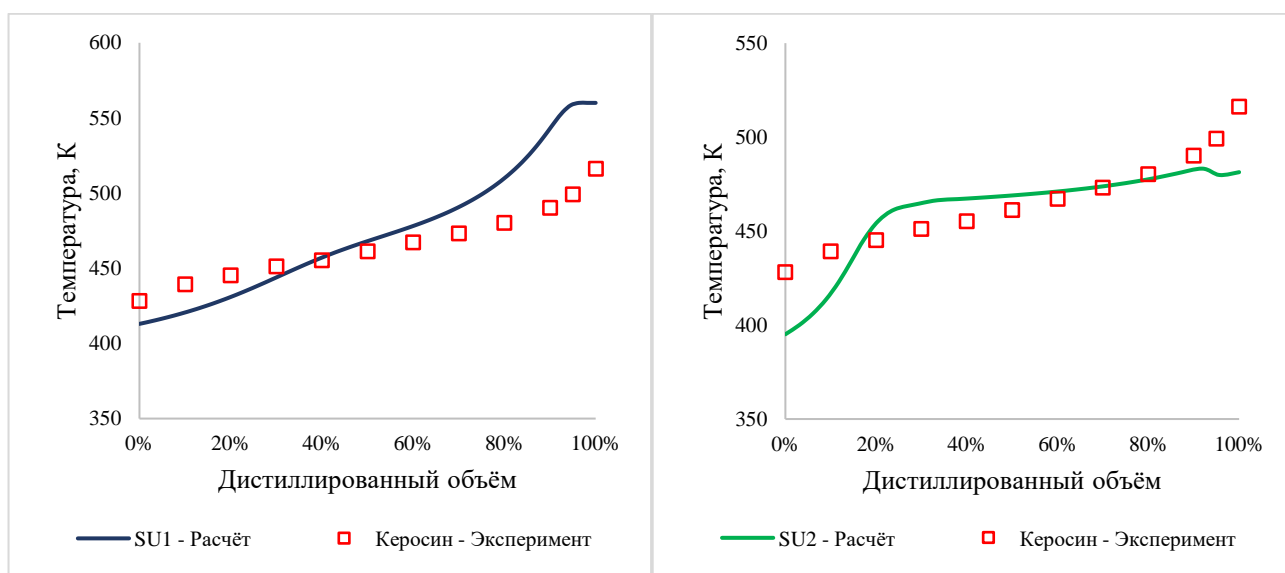 600
550
500
450
400
350
0%
20%
40%
60%
80%
100%
Температура, К
Дистиллированный объём
SU1 - Расчёт
Керосин - Эксперимент
550
500
450
400
350
0%
20%
40%
60%
80%
100%
Температура, К
Дистиллированный объём
SU2 - Расчёт
Керосин - Эксперимент